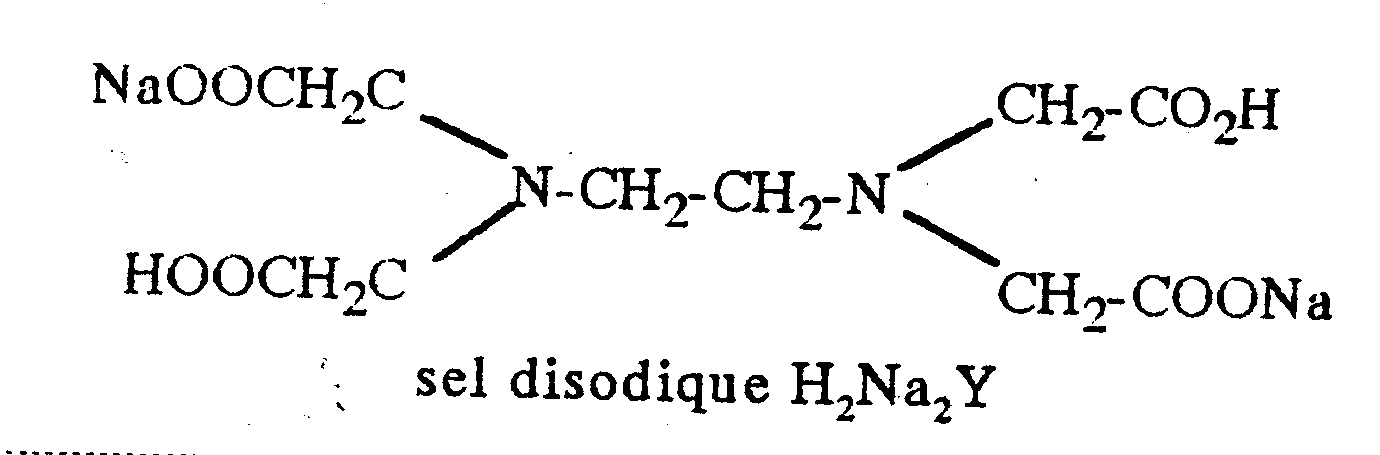 NaOOCH₂C CH₂-CO₂H
N-CH₂-CH₂-N
HOOCH₂C CH₂-COONa
sel disodique H₂Na₂Y